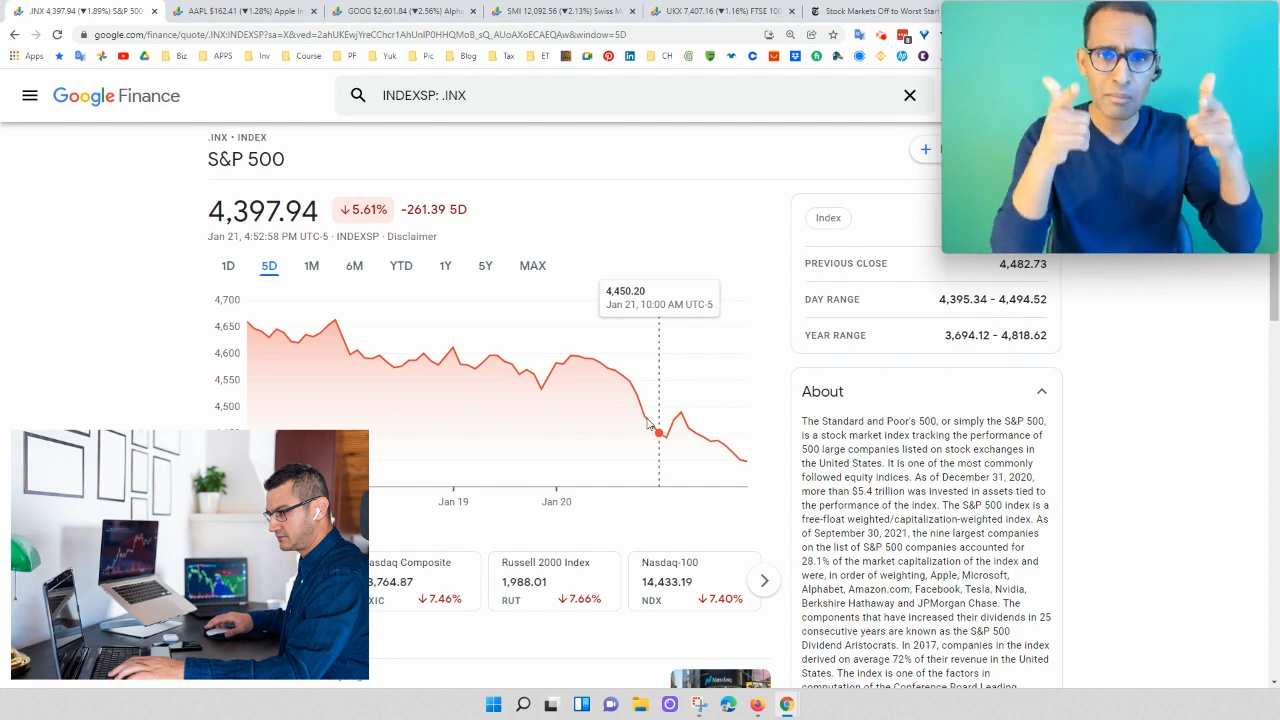 .INX 4,397.94 (▼1.89%) S&P 500
AAPL $162.41 (▼1.28%) Apple In
GOOG $2,601.84 (▼2.56%) Alpha
SMI 12,092.56 (▼2.13%) Swiss M
UKX 7,407.16 (▼1.16%) FTSE 100
Stock Markets Off to Worst Start
Apps
Biz
APPS
Inv
Course
PF
Yuk
Pic
Blog
Tax
ET
CH
Google Finance
INDEXSP: .INX
.INX • INDEX
S&P 500
4,397.94
↓5.61%
-261.39 5D
Jan 21, 4:52:58 PM UTC-5 · INDEXSP · Disclaimer
1D 5D 1M 6M YTD 1Y 5Y MAX
4,450.20
Jan 21, 10:00 AM UTC-5
4,700
4,650
4,600
4,550
4,500
Jan 19
Jan 20
Composite
Russell 2000 Index
1,988.01
RUT
↓7.66%
Nasdaq-100
14,433.19
NDX
↓7.40%
↓7.46%
Index
PREVIOUS CLOSE 4,482.73
DAY RANGE 4,395.34 - 4,494.52
YEAR RANGE 3,694.12 - 4,818.62
About
The Standard and Poor's 500, or simply the S&P 500,
is a stock market index tracking the performance of
500 large companies listed on stock exchanges in
the United States. It is one of the most commonly
followed equity indices. As of December 31, 2020,
more than $5.4 trillion was invested in assets tied to
the performance of the index. The S&P 500 index is a
free-float weighted/capitalization-weighted index. As
of September 30, 2021, the nine largest companies
on the list of S&P 500 companies accounted for
28.1% of the market capitalization of the index and
were, in order of weighting, Apple, Microsoft,
Alphabet, Amazon.com, Facebook, Tesla, Nvidia,
Berkshire Hathaway and JPMorgan Chase. The
components that have increased their dividends in 25
consecutive years are known as the S&P 500
Dividend Aristocrats. In 2017, companies in the index
derived on average 72% of their revenue in the United
States. The index is one of the factors in
computation of the Conference Board Leading